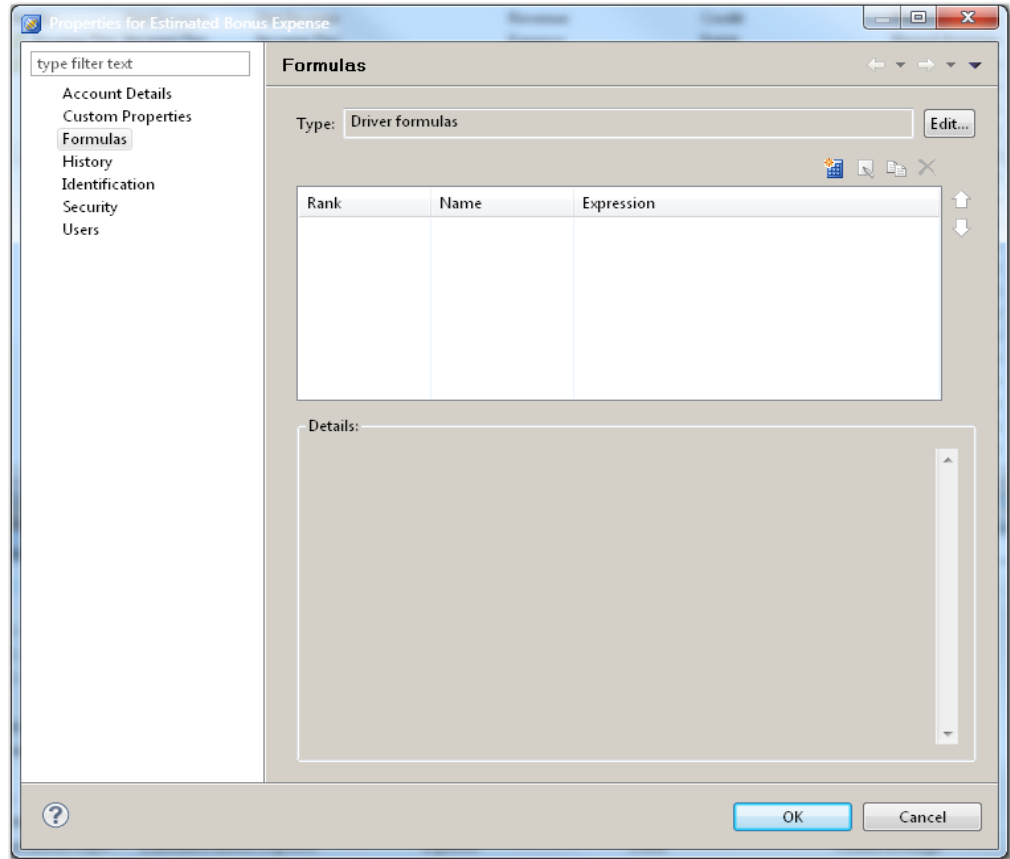 Properties for Estimated Bonus Expense
type filter text
Account Details
Custom Properties
Formulas
History
Identification
Security
Users
Formulas
Type: Driver formulas Edit...
Rank Name Expression
Details:
OK Cancel